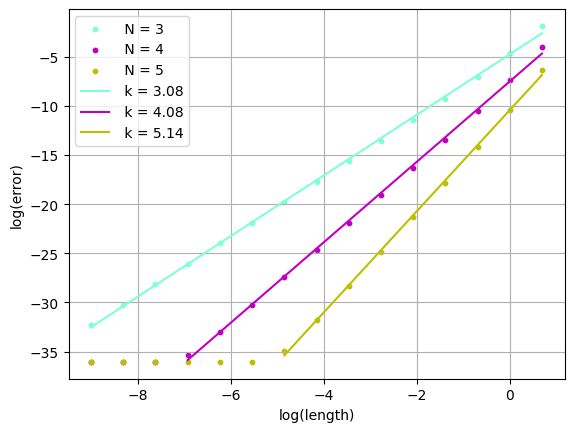 N = 3
N = 4
N = 5
k = 3.08
k = 4.08
k = 5.14
log(error)
−5
−10
−15
−20
−25
−30
−35
−8
−6
−4
−2
0
log(length)